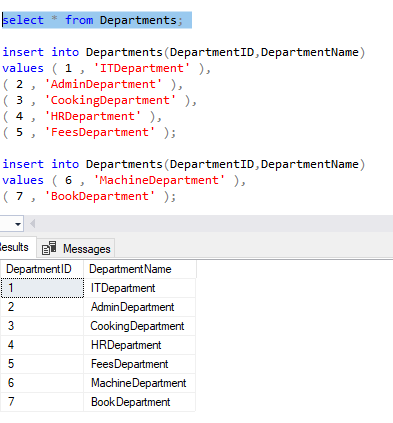 select * from Departments;
insert into Departments(DepartmentID,DepartmentName)
values ( 1 , 'ITDepartment' ),
( 2 , 'AdminDepartment' ),
( 3 , 'CookingDepartment' ),
( 4 , 'HRDepartment' ),
( 5 , 'FeesDepartment' );
insert into Departments(DepartmentID,DepartmentName)
values ( 6 , 'MachineDepartment' ),
( 7 , 'BookDepartment' );
esults Messages
DepartmentID DepartmentName
1 ITDepartment
2 AdminDepartment
3 CookingDepartment
4 HRDepartment
5 FeesDepartment
6 MachineDepartment
7 BookDepartment